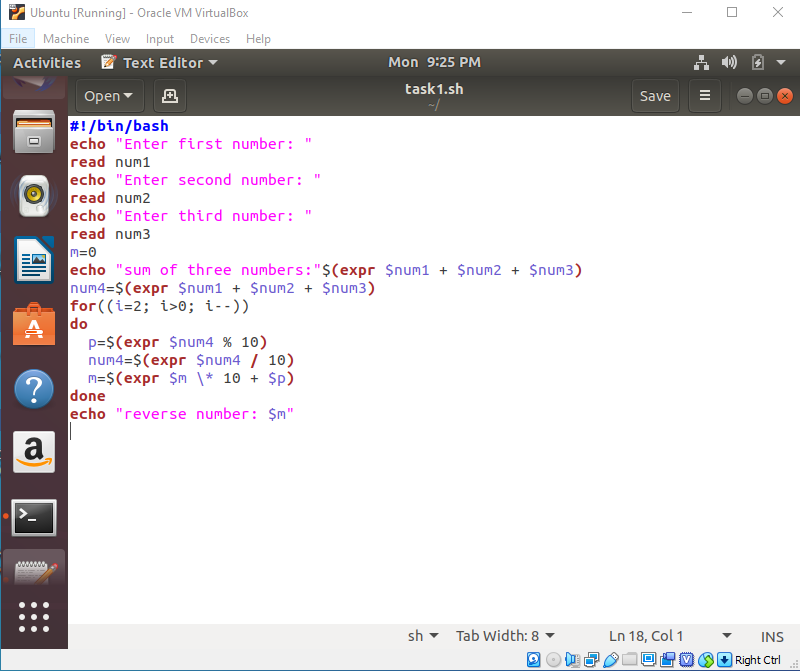 Ubuntu [Running] - Oracle VM VirtualBox
File Machine View Input Devices Help
Activities Text Editor Mon 9:25 PM
Open task1.sh Save
~/
#!/bin/bash
echo "Enter first number: "
read num1
echo "Enter second number: "
read num2
echo "Enter third number: "
read num3
m=0
echo "sum of three numbers:"$(expr $num1 + $num2 + $num3)
num4=$(expr $num1 + $num2 + $num3)
for((i=2; i>0; i--))
do
  p=$(expr $num4 % 10)
  num4=$(expr $num4 / 10)
  m=$(expr $m \* 10 + $p)
done
echo "reverse number: $m"
sh Tab Width: 8 Ln 18, Col 1 INS
Right Ctrl